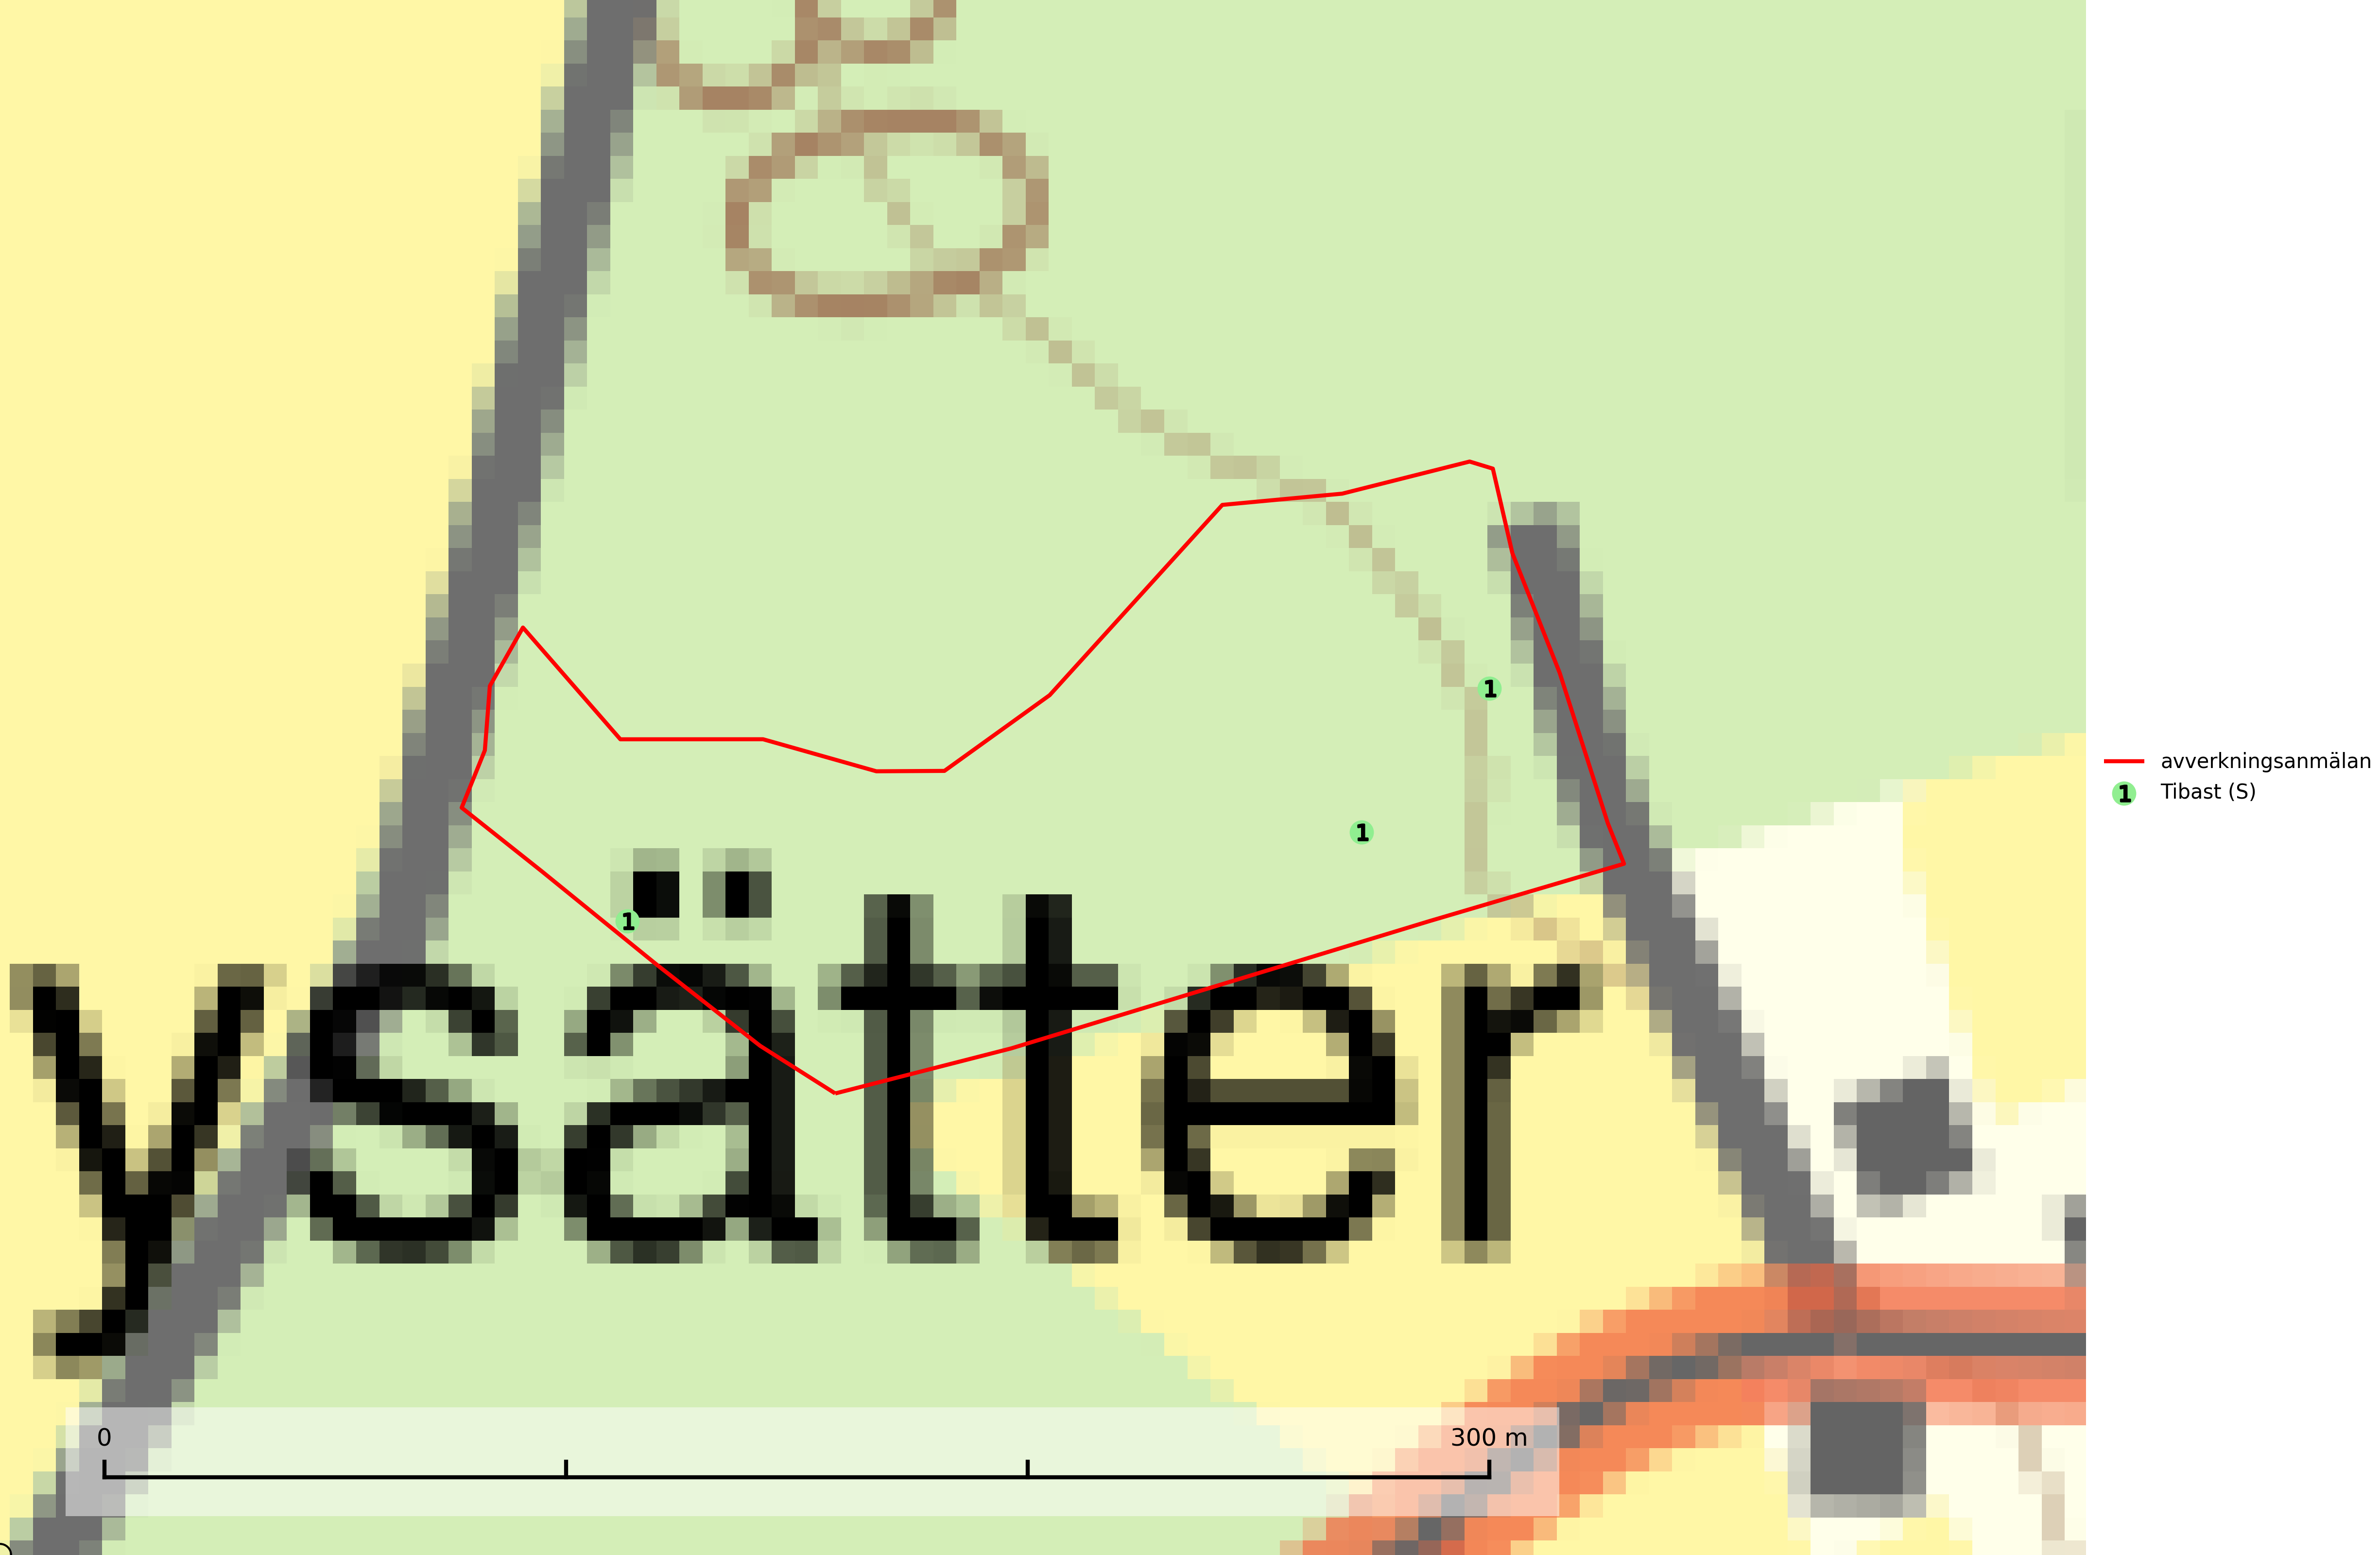 1
1
1
ysätter
0 300 m
avverkningsanmälan
1 Tibast (S)